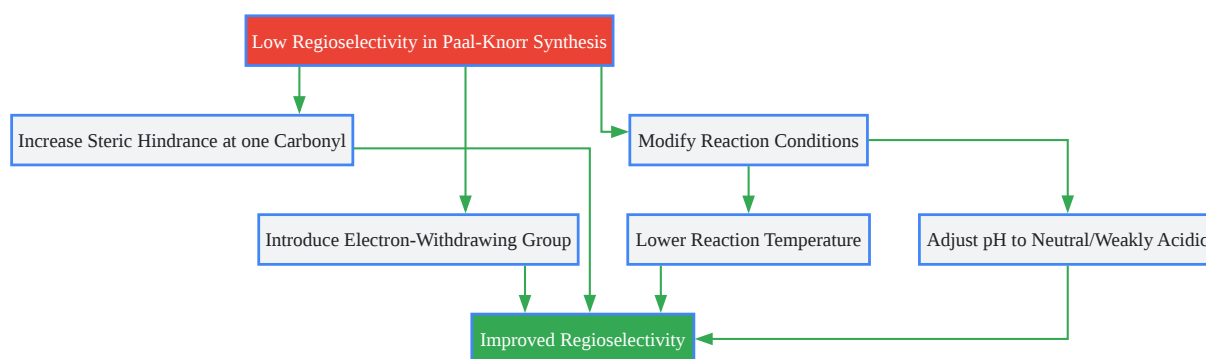 Low Regioselectivity in Paal-Knorr Synthesis
Increase Steric Hindrance at one Carbonyl
Modify Reaction Conditions
Introduce Electron-Withdrawing Group
Lower Reaction Temperature
Adjust pH to Neutral/Weakly Acidic
Improved Regioselectivity